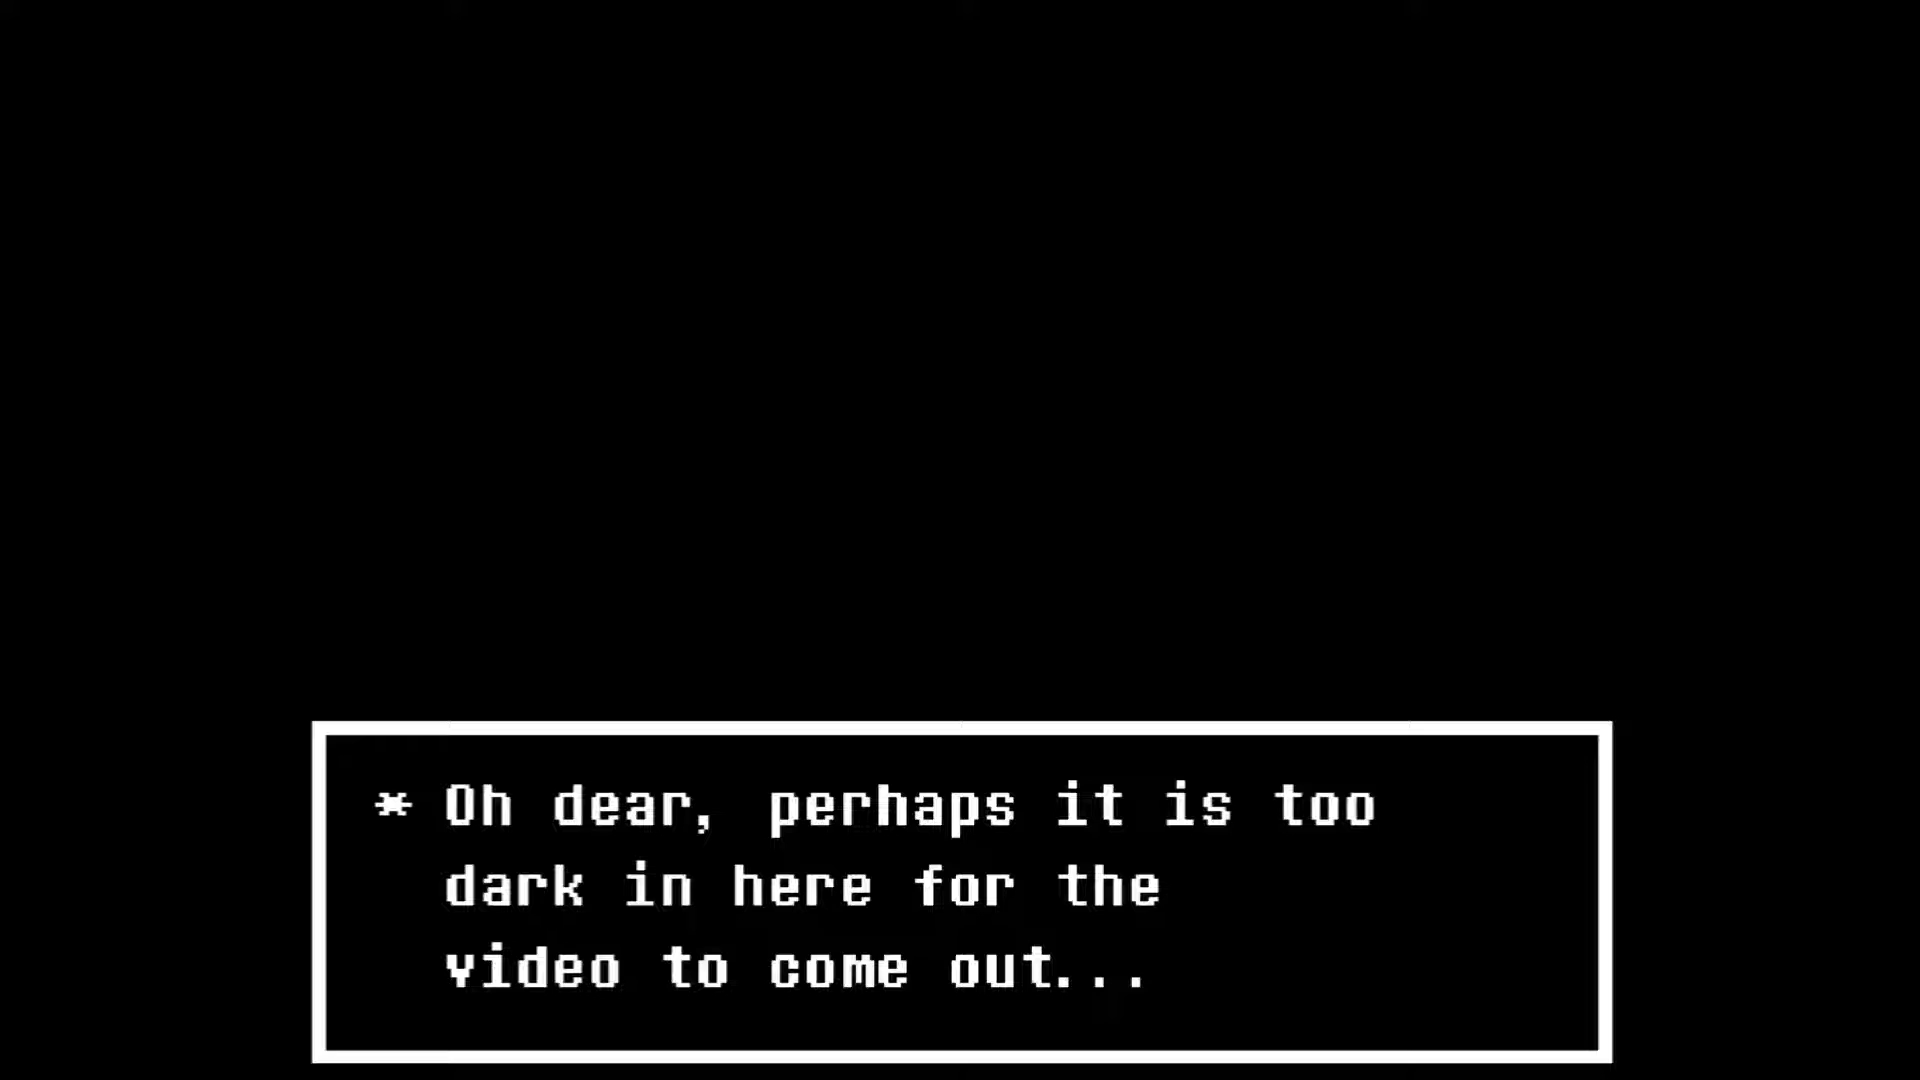 * Oh dear, perhaps it is too
dark in here for the
video to come out...